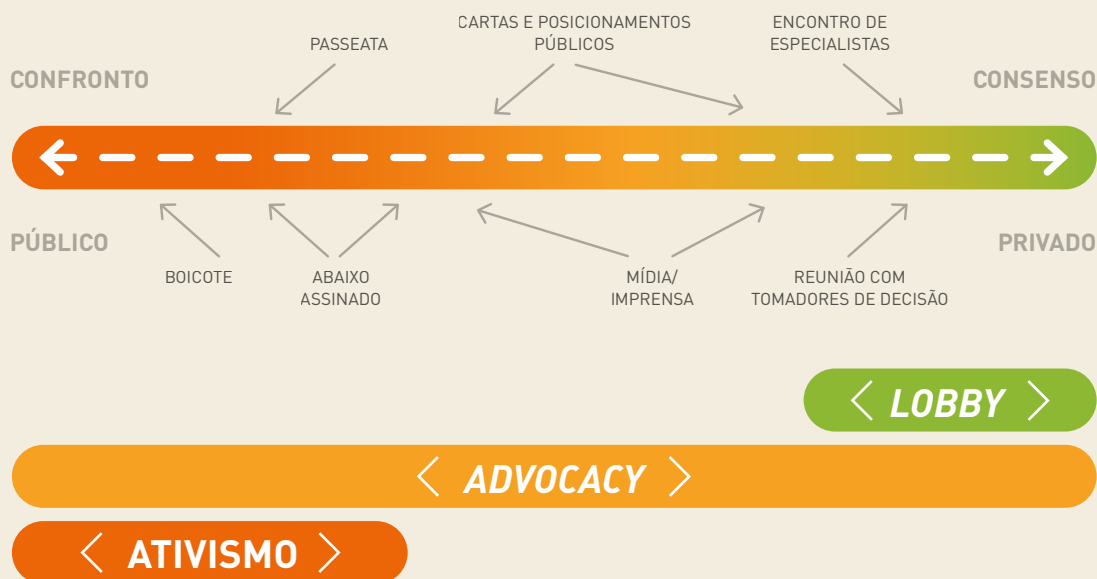 CARTAS E POSICIONAMENTOS
PÚBLICOS
ENCONTRO DE
ESPECIALISTAS
PASSEATA
CONFRONTO
CONSENSO
PÚBLICO
PRIVADO
BOICOTE
ABAIXO
ASSINADO
MÍDIA/
IMPRENSA
REUNIÃO COM
TOMADORES DE DECISÃO
LOBBY
ADVOCACY
ATIVISMO